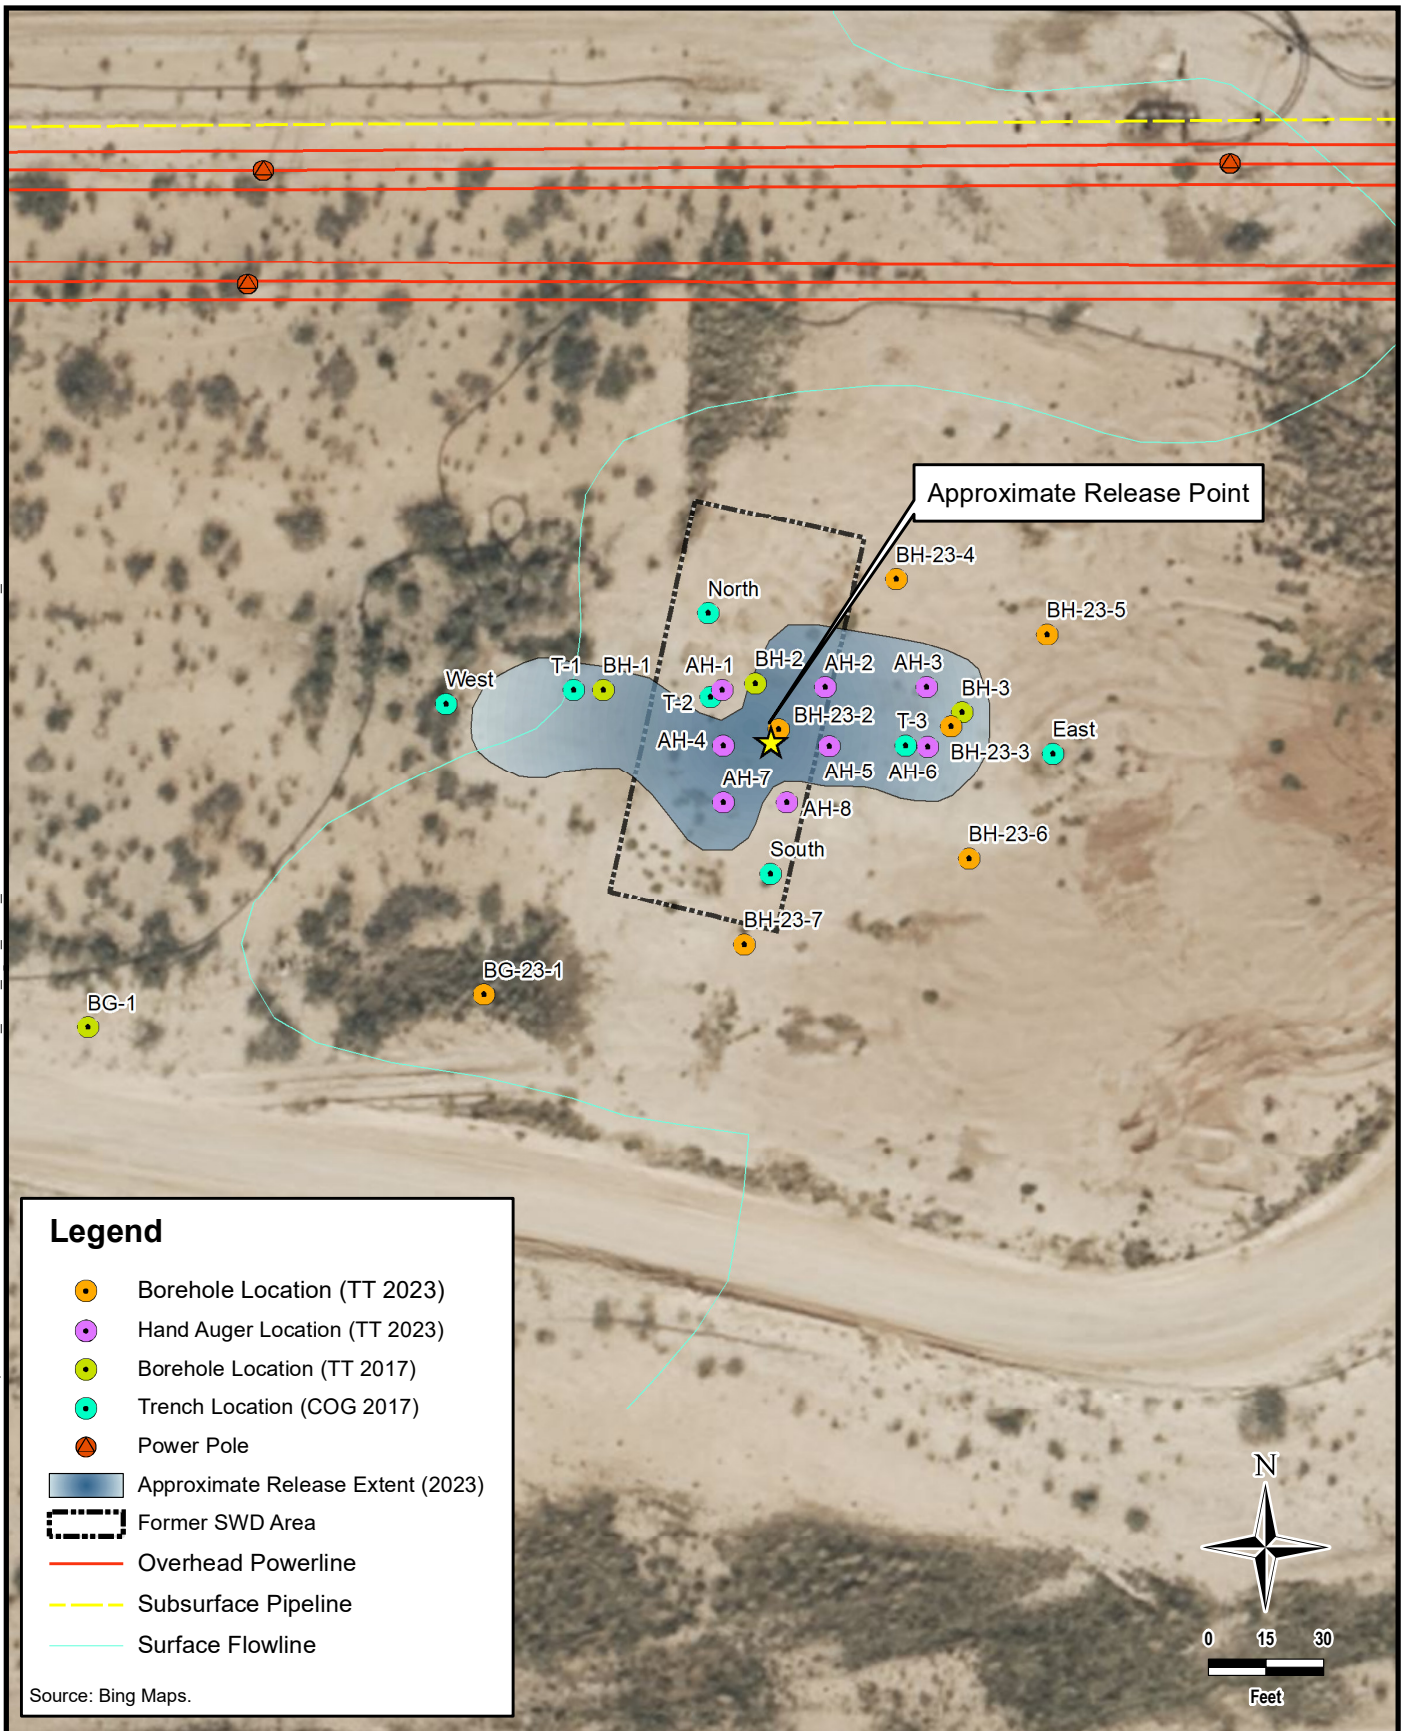 Approximate Release Point
BH-23-4
North
BH-23-5
T-1
BH-1
AH-1
BH-2
AH-2
AH-3
West
T-2
BH-3
BH-23-2
T-3
East
AH-4
BH-23-3
AH-7
AH-5
AH-6
AH-8
BH-23-6
South
BH-23-7
BG-23-1
BG-1
Legend
Borehole Location (TT 2023)
Hand Auger Location (TT 2023)
Borehole Location (TT 2017)
Trench Location (COG 2017)
Power Pole
Approximate Release Extent (2023)
Former SWD Area
Overhead Powerline
Subsurface Pipeline
Surface Flowline
Source: Bing Maps.
N
0 15 30
Feet